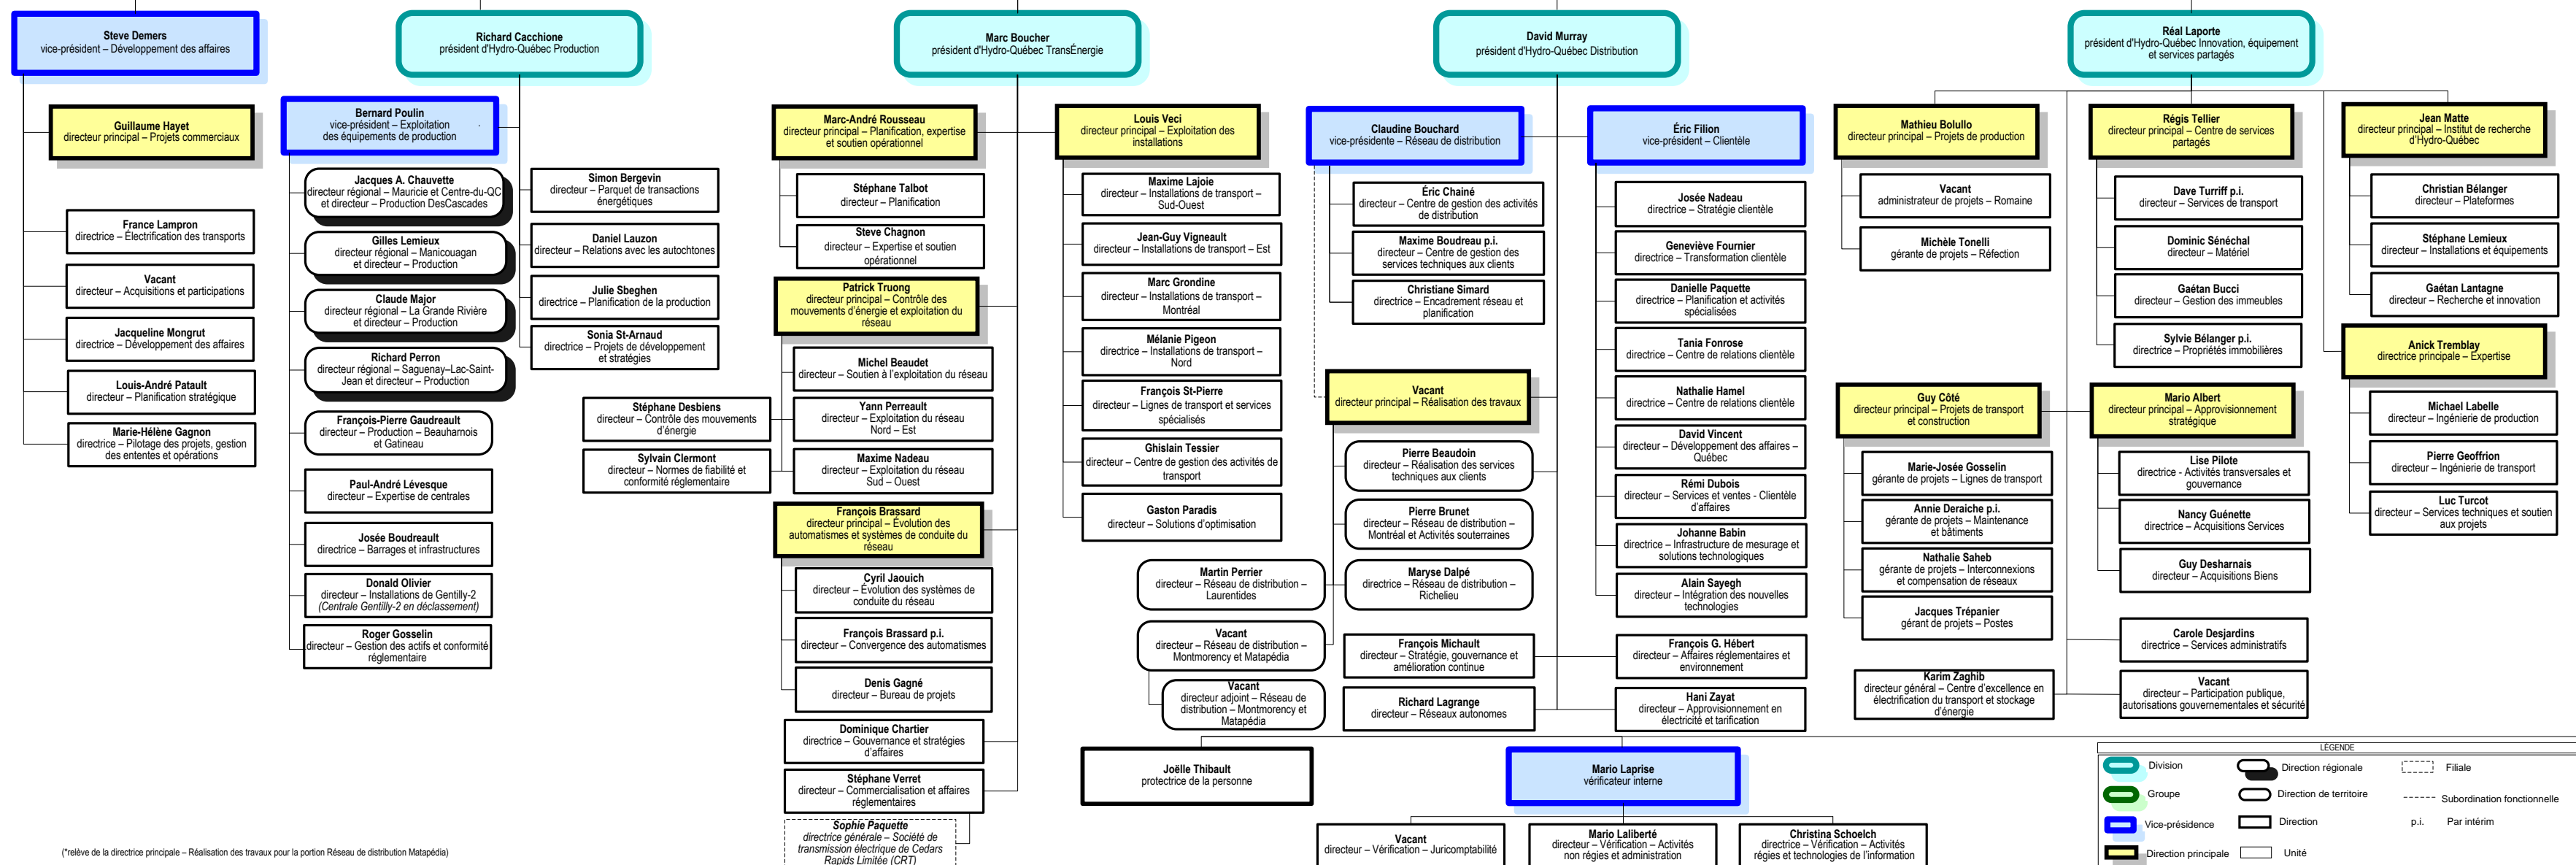 Steve Demers
vice-président – Développement des affaires
Guillaume Hayet
directeur principal – Projets commerciaux
France Lampron
directrice – Électrification des transports
Vacant
directeur – Acquisitions et participations
Jacqueline Mongrut
directrice – Développement des affaires
Louis-André Patault
directeur – Planification stratégique
Marie-Hélène Gagnon
directrice – Pilotage des projets, gestion
des ententes et opérations
Richard Cacchione
président d'Hydro-Québec Production
Bernard Poulin
vice-président – Exploitation
des équipements de production
Jacques A. Chauvette
directeur régional – Mauricie et Centre-du-QC
et directeur – Production DesCascades
Gilles Lemieux
directeur régional – Manicouagan
et directeur – Production
Claude Major
directeur régional – La Grande Rivière
et directeur – Production
Richard Perron
directeur régional – Saguenay–Lac-Saint-
Jean et directeur – Production
François-Pierre Gaudreault
directeur – Production – Beauharnois
et Gatineau
Paul-André Lévesque
directeur – Expertise de centrales
Josée Boudreault
directrice – Barrages et infrastructures
Donald Olivier
directeur – Installations de Gentilly-2
(Centrale Gentilly-2 en déclassement)
Roger Gosselin
directeur – Gestion des actifs et conformité
réglementaire
Simon Bergevin
directeur – Parquet de transactions
énergétiques
Daniel Lauzon
directeur – Relations avec les autochtones
Julie Sbeghen
directrice – Planification de la production
Sonia St-Arnaud
directrice – Projets de développement
et stratégies
Marc Boucher
président d'Hydro-Québec TransÉnergie
Marc-André Rousseau
directeur principal – Planification, expertise
et soutien opérationnel
Stéphane Talbot
directeur – Planification
Steve Chagnon
directeur – Expertise et soutien
opérationnel
Patrick Truong
directeur principal – Contrôle des
mouvements d'énergie et exploitation du
réseau
Michel Beaudet
directeur – Soutien à l'exploitation du réseau
Stéphane Desbiens
directeur – Contrôle des mouvements
d'énergie
Yann Perreault
directeur – Exploitation du réseau
Nord – Est
Sylvain Clermont
directeur – Normes de fiabilité et
conformité réglementaire
Maxime Nadeau
directeur – Exploitation du réseau
Sud – Ouest
François Brassard
directeur principal – Évolution des
automatismes et systèmes de conduite du
réseau
Cyril Jaouich
directeur – Évolution des systèmes de
conduite du réseau
François Brassard p.i.
directeur – Convergence des automatismes
Denis Gagné
directeur – Bureau de projets
Dominique Chartier
directrice – Gouvernance et stratégies
d'affaires
Stéphane Verret
directeur – Commercialisation et affaires
réglementaires
Sophie Paquette
directrice générale – Société de
transmission électrique de Cedars
Rapids Limitée (CRT)
Louis Veci
directeur principal – Exploitation des
installations
Maxime Lajoie
directeur – Installations de transport –
Sud-Ouest
Jean-Guy Vigneault
directeur – Installations de transport – Est
Marc Grondine
directeur – Installations de transport –
Montréal
Mélanie Pigeon
directrice – Installations de transport –
Nord
François St-Pierre
directeur – Lignes de transport et services
spécialisés
Ghislain Tessier
directeur – Centre de gestion des activités de
transport
Gaston Paradis
directeur – Solutions d'optimisation
David Murray
président d'Hydro-Québec Distribution
Claudine Bouchard
vice-présidente – Réseau de distribution
Éric Chainé
directeur – Centre de gestion des activités
de distribution
Maxime Boudreau p.i.
directeur – Centre de gestion des
services techniques aux clients
Christiane Simard
directrice – Encadrement réseau et
planification
Vacant
directeur principal – Réalisation des travaux
Pierre Beaudoin
directeur – Réalisation des services
techniques aux clients
Pierre Brunet
directeur – Réseau de distribution –
Montréal et Activités souterraines
Martin Perrier
directeur – Réseau de distribution –
Laurentides
Maryse Dalpé
directrice – Réseau de distribution –
Richelieu
Vacant
directeur – Réseau de distribution –
Montmorency et Matapédia
Vacant
directeur adjoint – Réseau de
distribution – Montmorency et
Matapédia
François Michault
directeur – Stratégie, gouvernance et
amélioration continue
Richard Lagrange
directeur – Réseaux autonomes
Éric Filion
vice-président – Clientèle
Josée Nadeau
directrice – Stratégie clientèle
Geneviève Fournier
directrice – Transformation clientèle
Danielle Paquette
directrice – Planification et activités
spécialisées
Tania Fonrose
directrice – Centre de relations clientèle
Nathalie Hamel
directrice – Centre de relations clientèle
David Vincent
directeur – Développement des affaires –
Québec
Rémi Dubois
directeur – Services et ventes - Clientèle
d'affaires
Johanne Babin
directrice – Infrastructure de mesurage et
solutions technologiques
Alain Sayegh
directeur – Intégration des nouvelles
technologies
François G. Hébert
directeur – Affaires réglementaires et
environnement
Hani Zayat
directeur – Approvisionnement en
électricité et tarification
Réal Laporte
président d'Hydro-Québec Innovation, équipement
et services partagés
Mathieu Bolullo
directeur principal – Projets de production
Vacant
administrateur de projets – Romaine
Michèle Tonelli
gérante de projets – Réfection
Régis Tellier
directeur principal – Centre de services
partagés
Dave Turriff p.i.
directeur – Services de transport
Dominic Sénéchal
directeur – Matériel
Gaétan Bucci
directeur – Gestion des immeubles
Sylvie Bélanger p.i.
directrice – Propriétés immobilières
Jean Matte
directeur principal – Institut de recherche
d'Hydro-Québec
Christian Bélanger
directeur – Plateformes
Stéphane Lemieux
directeur – Installations et équipements
Gaétan Lantagne
directeur – Recherche et innovation
Anick Tremblay
directrice principale – Expertise
Michael Labelle
directeur – Ingénierie de production
Pierre Geoffrion
directeur – Ingénierie de transport
Luc Turcot
directeur – Services techniques et soutien
aux projets
Guy Côté
directeur principal – Projets de transport
et construction
Marie-Josée Gosselin
gérante de projets – Lignes de transport
Annie Deraiche p.i.
gérante de projets – Maintenance
et bâtiments
Nathalie Saheb
gérante de projets – Interconnexions
et compensation de réseaux
Jacques Trépanier
gérant de projets – Postes
Karim Zaghib
directeur général – Centre d'excellence en
électrification du transport et stockage
d'énergie
Mario Albert
directeur principal – Approvisionnement
stratégique
Lise Pilote
directrice - Activités transversales et
gouvernance
Nancy Guénette
directrice – Acquisitions Services
Guy Desharnais
directeur – Acquisitions Biens
Carole Desjardins
directrice – Services administratifs
Vacant
directeur – Participation publique,
autorisations gouvernementales et sécurité
Joëlle Thibault
protectrice de la personne
Mario Laprise
vérificateur interne
Vacant
directeur – Vérification – Juricomptabilité
Mario Laliberté
directeur – Vérification – Activités
non régies et administration
Christina Schoelch
directrice – Vérification – Activités
régies et technologies de l'information
(*relève de la directrice principale – Réalisation des travaux pour la portion Réseau de distribution Matapédia)
LÉGENDE
Division
Direction régionale
Filiale
Groupe
Direction de territoire
Subordination fonctionnelle
Vice-présidence
Direction
p.i. Par intérim
Direction principale
Unité